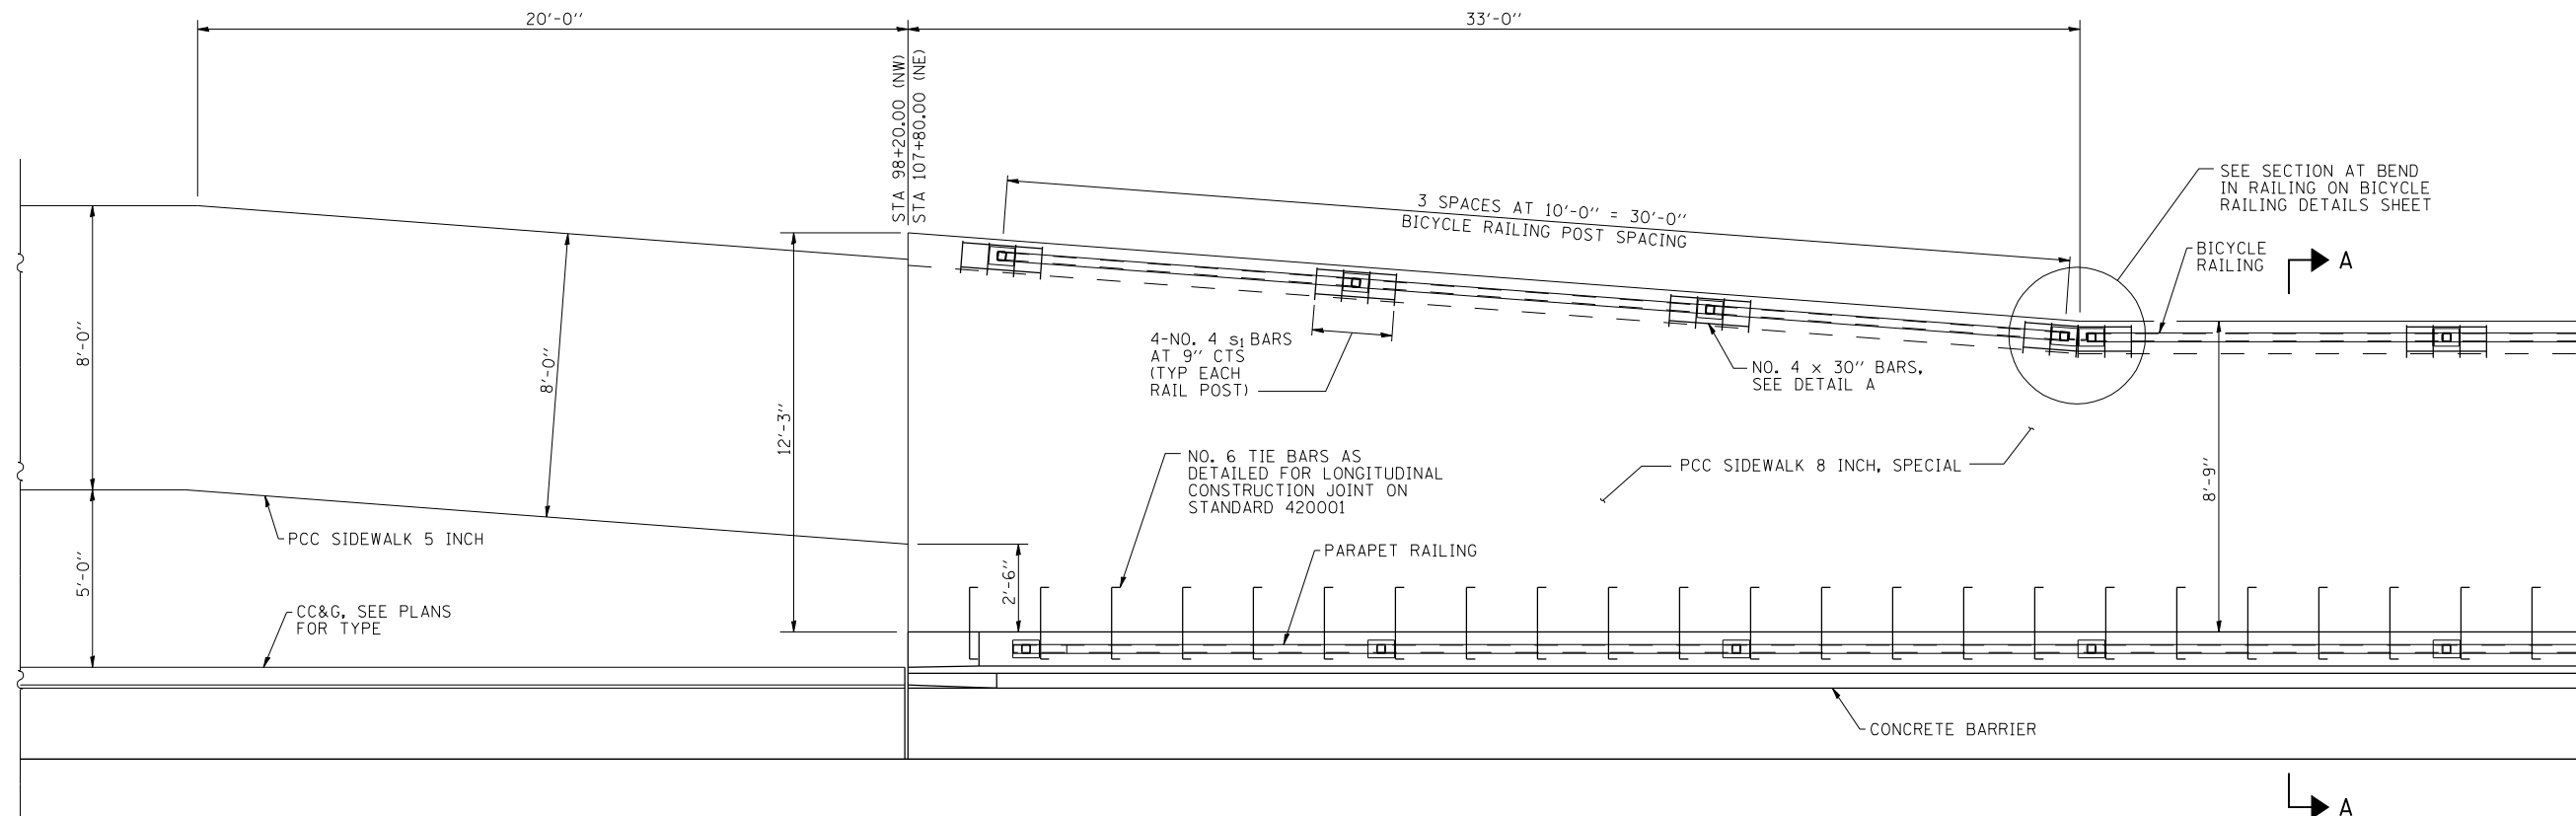 20'-0"
33'-0"
STA 98+20.00 (NW)
STA 107+80.00 (NE)
3 SPACES AT 10'-0" = 30'-0"
BICYCLE RAILING POST SPACING
SEE SECTION AT BEND
IN RAILING ON BICYCLE
RAILING DETAILS SHEET
BICYCLE
RAILING
A
8'-0"
8'-0"
12'-3"
4-NO. 4 s1 BARS
AT 9" CTS
(TYP EACH
RAIL POST)
NO. 4 x 30" BARS,
SEE DETAIL A
NO. 6 TIE BARS AS
DETAILED FOR LONGITUDINAL
CONSTRUCTION JOINT ON
STANDARD 420001
PCC SIDEWALK 8 INCH, SPECIAL
8'-9"
PCC SIDEWALK 5 INCH
PARAPET RAILING
5'-0"
2'-6"
CC&G, SEE PLANS
FOR TYPE
CONCRETE BARRIER
A